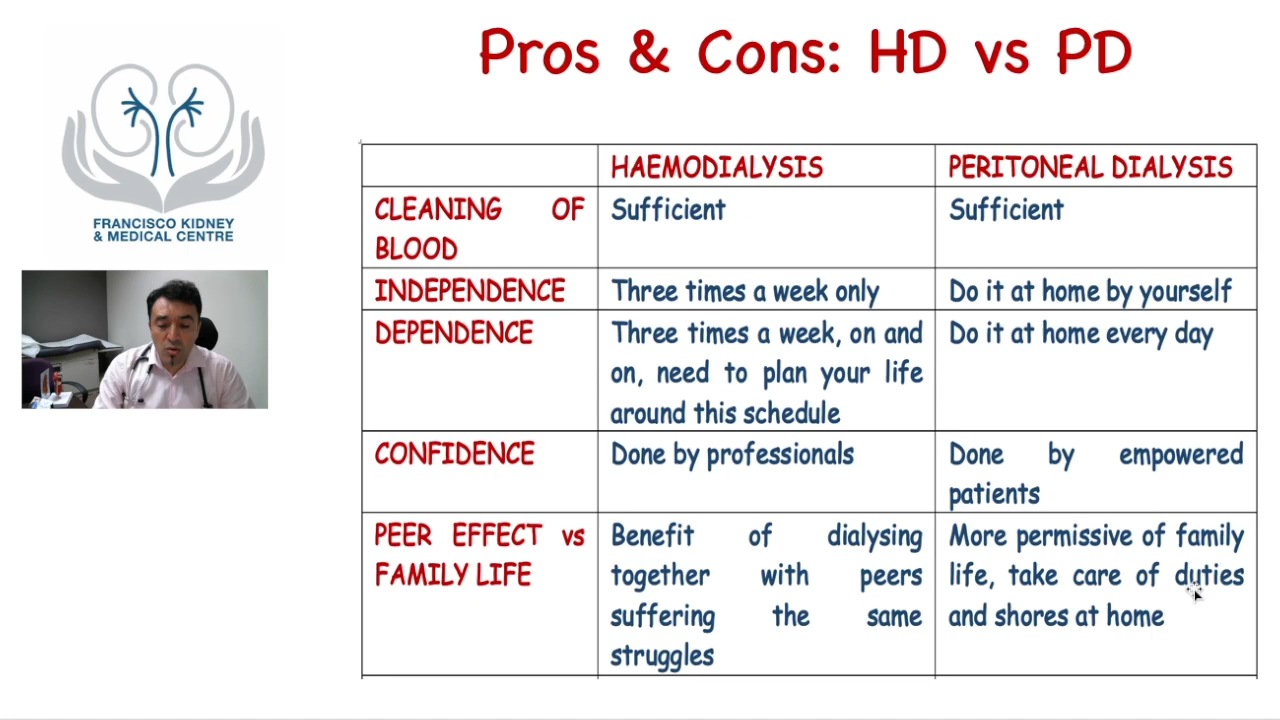 Pros & Cons: HD vs PD
FRANCISCO KIDNEY
& MEDICAL CENTRE
HAEMODIALYSIS
PERITONEAL DIALYSIS
CLEANING OF
BLOOD
Sufficient
Sufficient
INDEPENDENCE
Three times a week only
Do it at home by yourself
DEPENDENCE
Three times a week, on and
on, need to plan your life
around this schedule
Do it at home every day
CONFIDENCE
Done by professionals
Done by empowered
patients
PEER EFFECT vs
FAMILY LIFE
Benefit of dialysing
together with peers
suffering the same
struggles
More permissive of family
life, take care of duties
and shores at home